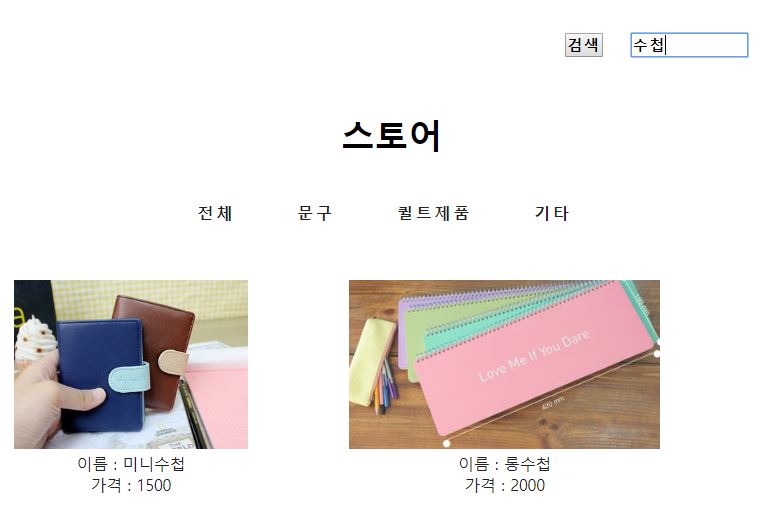 검색 수첩
스토어
전체 문구 퀼트제품 기타
Love Me If You Dare
420 mm
이름 : 미니수첩
가격 : 1500
이름 : 롱수첩
가격 : 2000